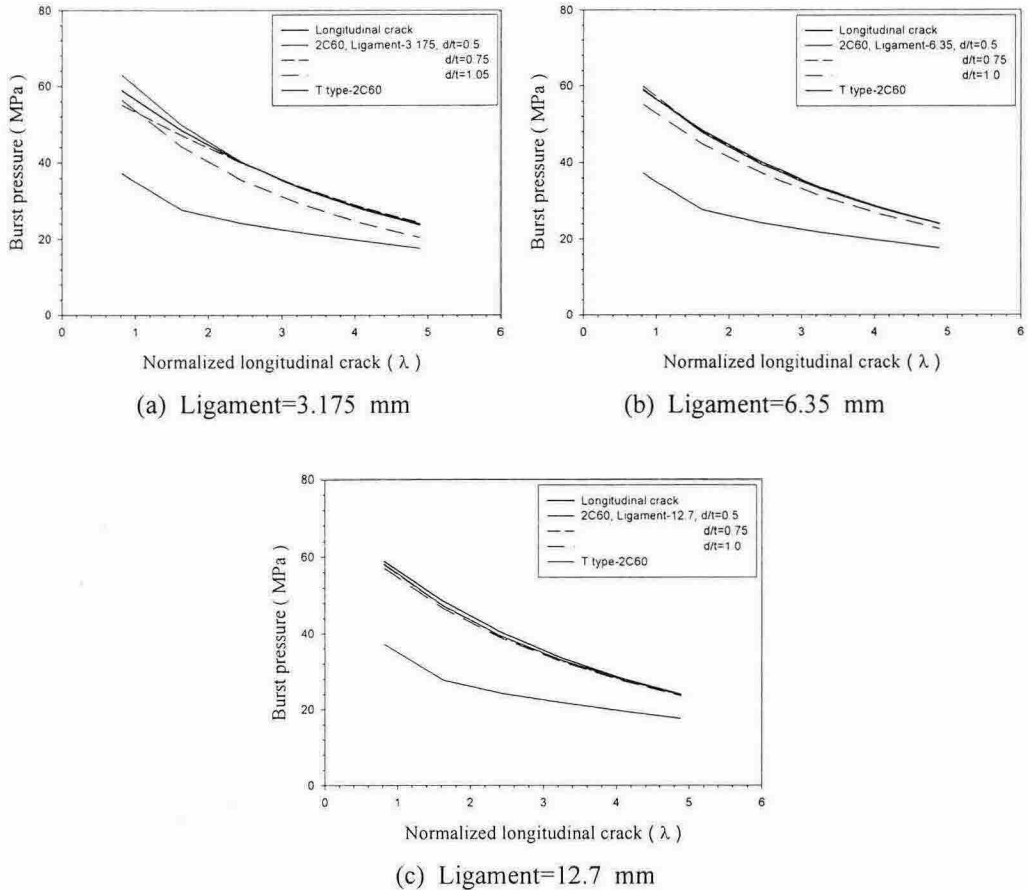 80
60
40
20
0
Burst pressure ( MPa )
Longitudinal crack
2C60, Ligament-3 175, d/t=0.5
d/t=0.75
d/t=1.05
T type-2C60
0 1 2 3 4 5 6
Normalized longitudinal crack ( λ )
(a) Ligament=3.175 mm
80
60
40
20
0
Burst pressure ( MPa )
Longitudinal crack
2C60, Ligament-6.35, d/t=0.5
d/t=0 75
d/t=1 0
T type-2C60
0 1 2 3 4 5 6
Normalized longitudinal crack ( λ )
(b) Ligament=6.35 mm
80
60
40
20
0
Burst pressure ( MPa )
Longitudinal crack
2C60, Ligament-12.7, d/t=0.5
d/t=0 75
d/t=1 0
T type-2C60
0 1 2 3 4 5 6
Normalized longitudinal crack ( λ )
(c) Ligament=12.7 mm